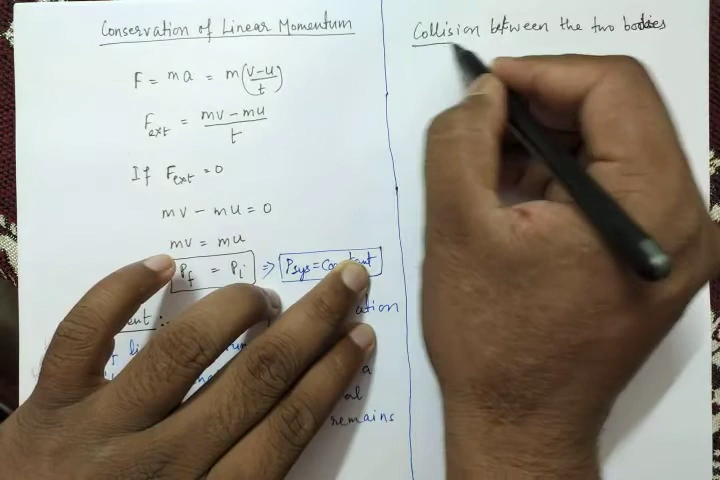 Conservation of Linear Momentum
F = ma = m(v-u/t)
Fext = mv - mu / t
If Fext = 0
mv - mu = 0
mv = mu
Pf = Pi ⇒ Psys = Constant
:- ation
a
al
remains
Collision between the two bodies